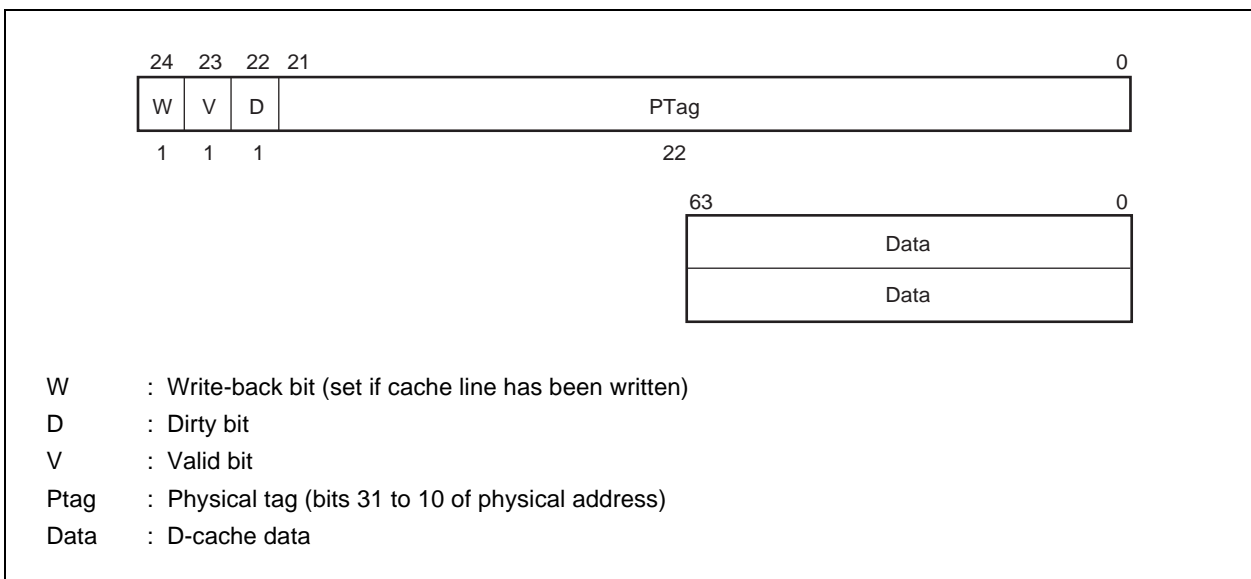 24 23 22 21 0
W V D PTag
1 1 1 22
63 0
Data
Data
W : Write-back bit (set if cache line has been written)
D : Dirty bit
V : Valid bit
Ptag : Physical tag (bits 31 to 10 of physical address)
Data : D-cache data